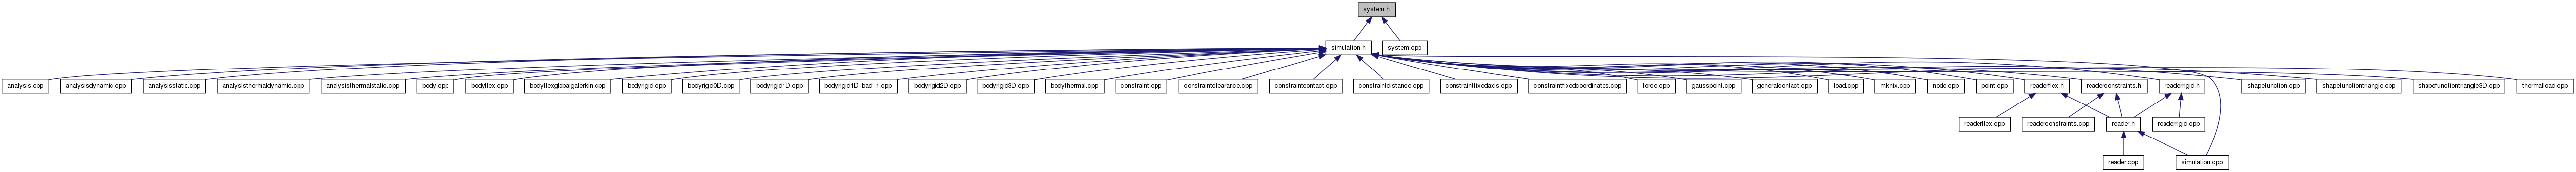 system.h
simulation.h
system.cpp
analysis.cpp
analysisdynamic.cpp
analysisstatic.cpp
analysisthermaldynamic.cpp
analysisthermalstatic.cpp
body.cpp
bodyflex.cpp
bodyflexglobalgalerkin.cpp
bodyrigid.cpp
bodyrigid0D.cpp
bodyrigid1D.cpp
bodyrigid1D_bad_1.cpp
bodyrigid2D.cpp
bodyrigid3D.cpp
bodythermal.cpp
constraint.cpp
constraintclearance.cpp
constraintcontact.cpp
constraintdistance.cpp
constraintfixedaxis.cpp
constraintfixedcoordinates.cpp
force.cpp
gausspoint.cpp
generalcontact.cpp
load.cpp
mknix.cpp
node.cpp
point.cpp
readerflex.h
readerconstraints.h
readerrigid.h
shapefunction.cpp
shapefunctiontriangle.cpp
shapefunctiontriangle3D.cpp
thermalload.cpp
readerflex.cpp
readerconstraints.cpp
reader.h
readerrigid.cpp
reader.cpp
simulation.cpp